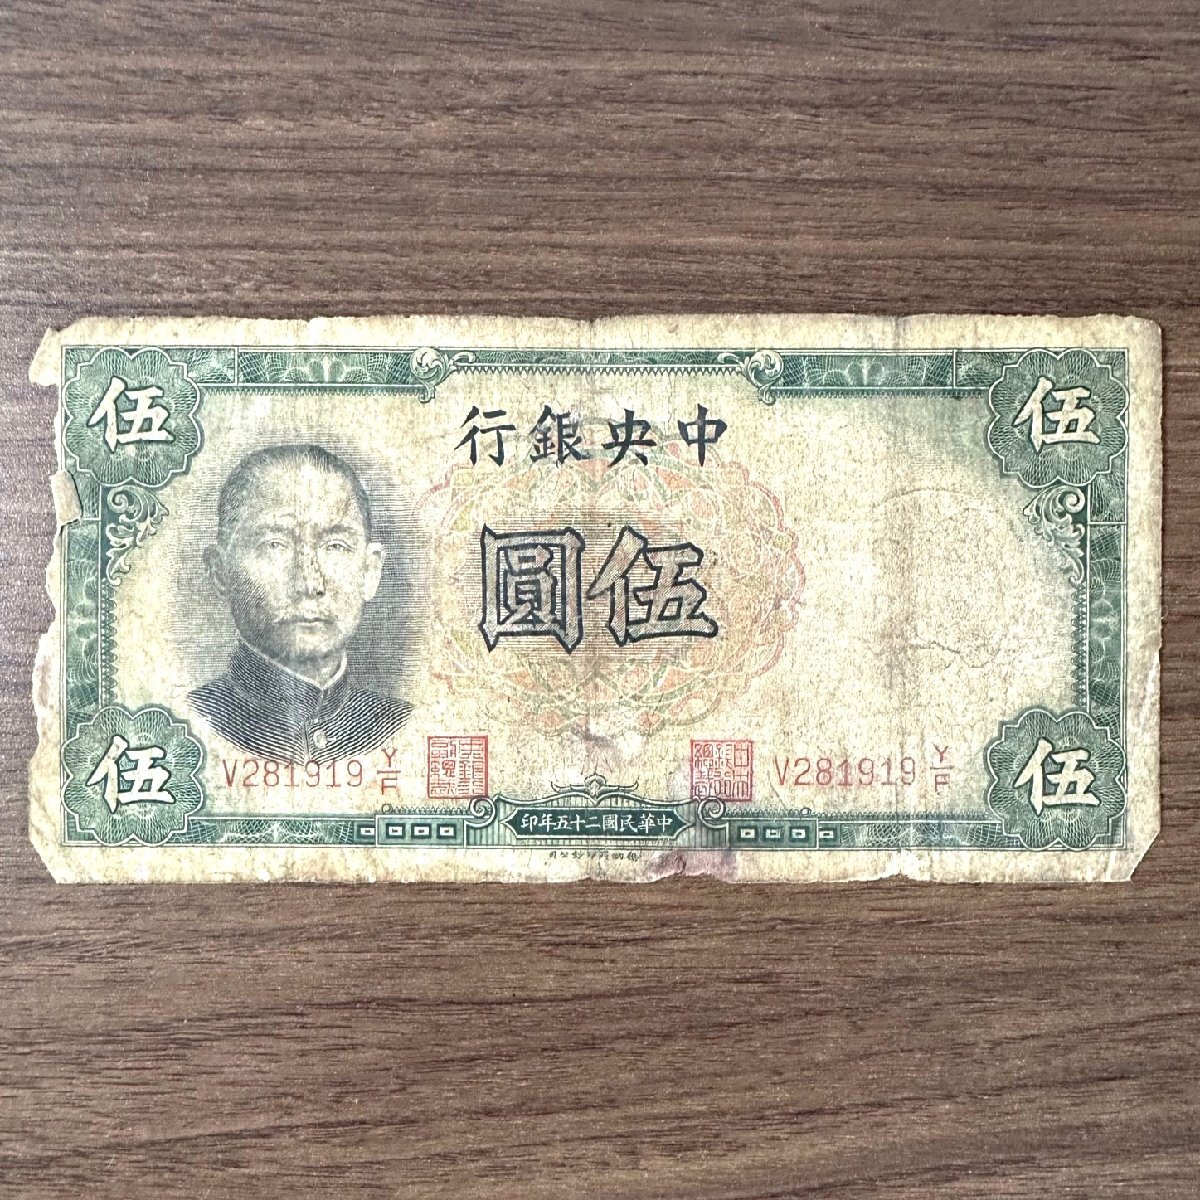 伍 伍
中央銀行
伍圓
V281919 Y/F V281919 Y/F
伍 伍
中華民國二十五年印